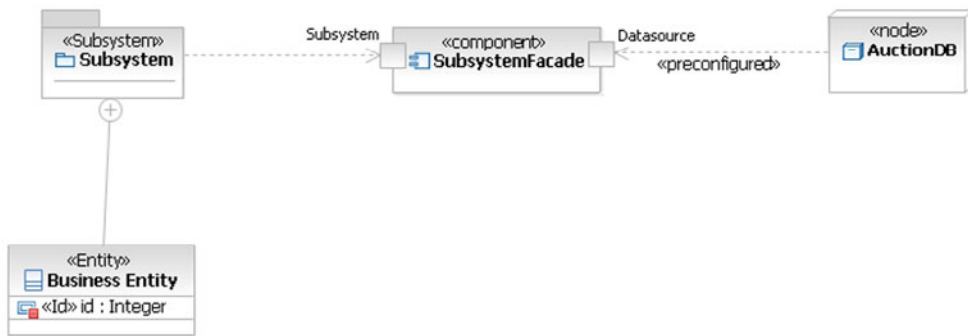 «Subsystem»
Subsystem
Subsystem
«component»
SubsystemFacade
Datasource
«preconfigured»
«node»
AuctionDB
«Entity»
Business Entity
«Id» id : Integer